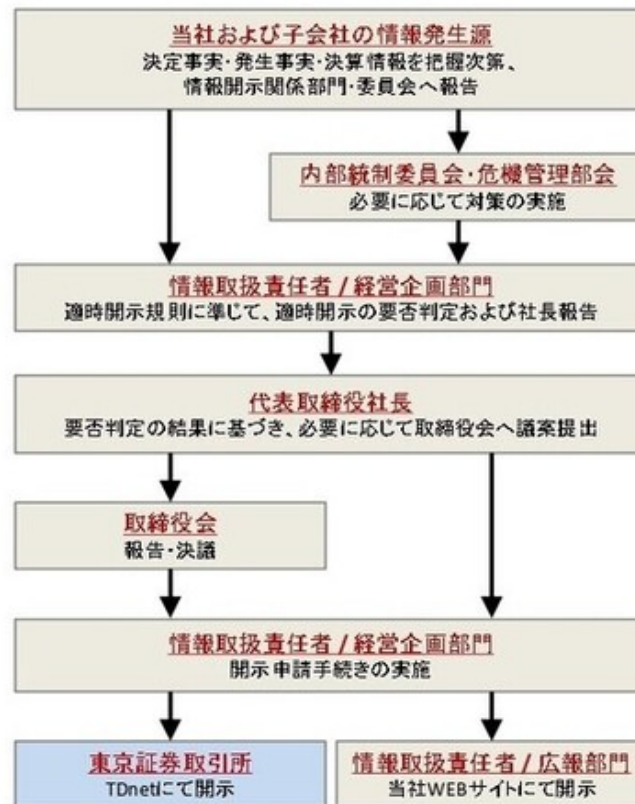 当社および子会社の情報発生源
決定事実・発生事実・決算情報を把握次第、
情報開示関係部門・委員会へ報告
内部統制委員会・危機管理部会
必要に応じて対策の実施
情報取扱責任者 / 経営企画部門
適時開示規則に準じて、適時開示の要否判定および社長報告
代表取締役社長
要否判定の結果に基づき、必要に応じて取締役会へ議案提出
取締役会
報告・決議
情報取扱責任者 / 経営企画部門
開示申請手続きの実施
東京証券取引所
TDnetにて開示
情報取扱責任者 / 広報部門
当社WEBサイトにて開示